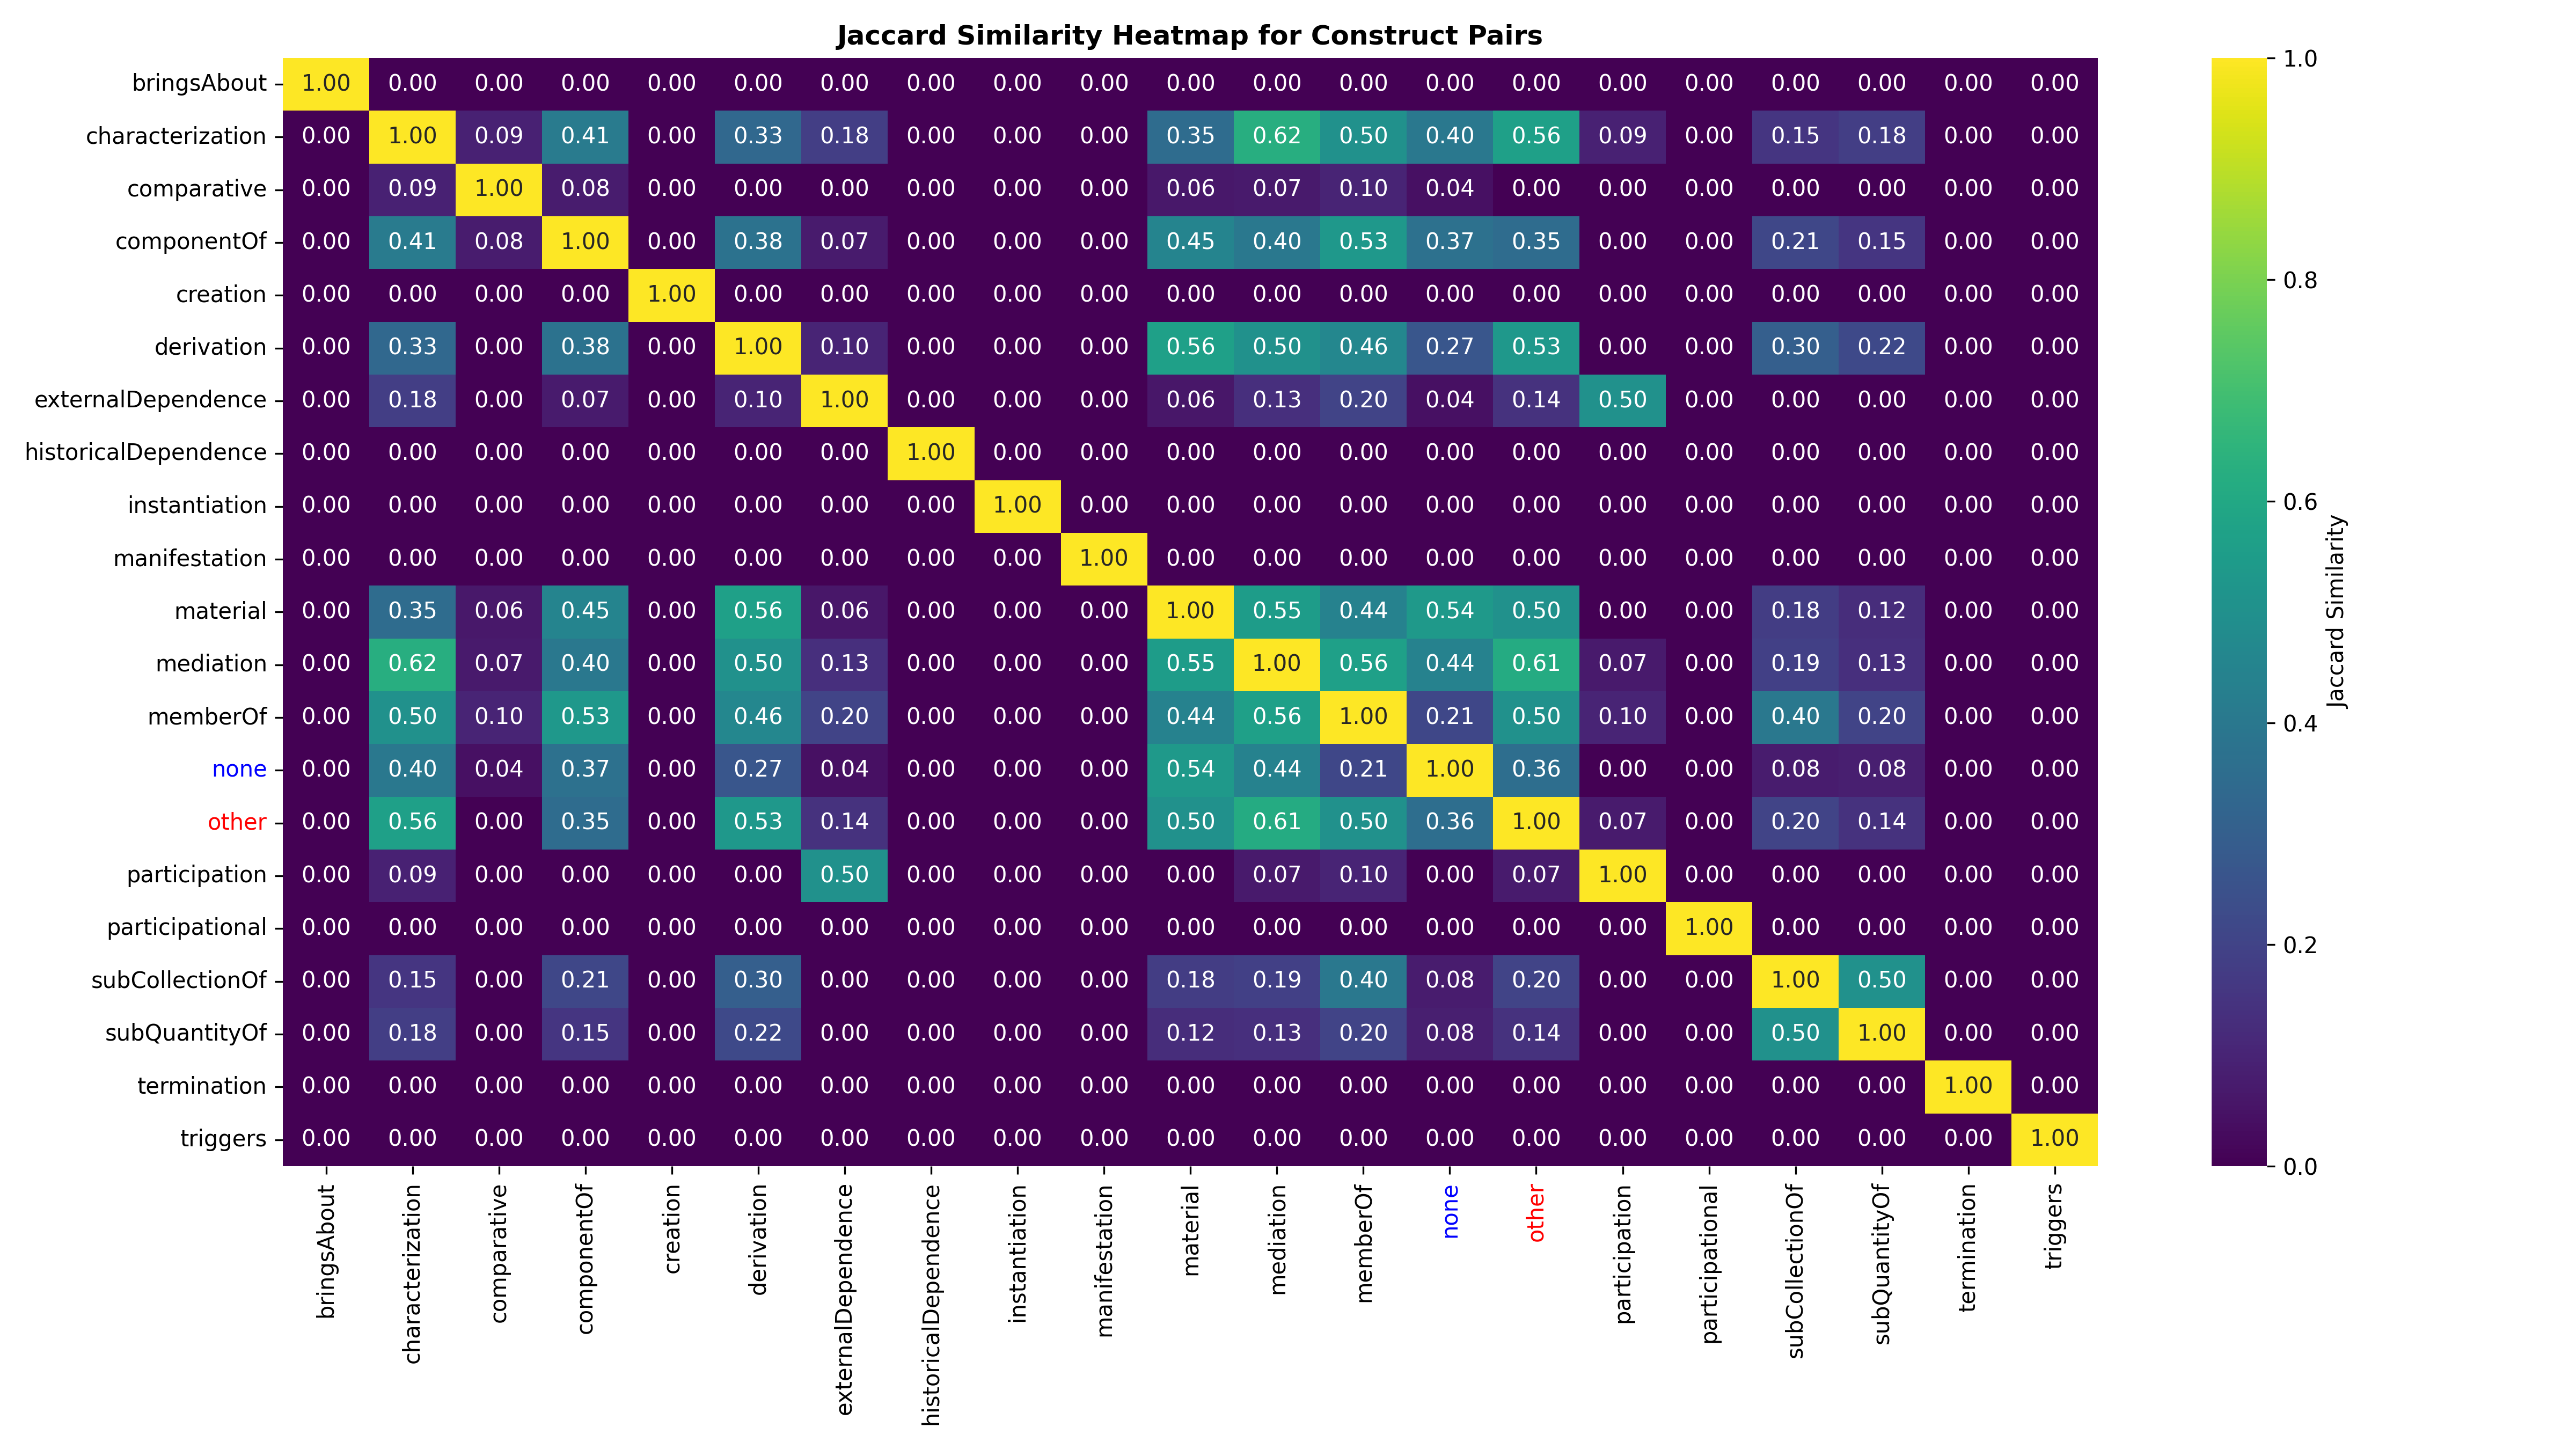 Jaccard Similarity Heatmap for Construct Pairs
bringsAbout 1.00 0.00 0.00 0.00 0.00 0.00 0.00 0.00 0.00 0.00 0.00 0.00 0.00 0.00 0.00 0.00 0.00 0.00 0.00 0.00 0.00
characterization 0.00 1.00 0.09 0.41 0.00 0.33 0.18 0.00 0.00 0.00 0.35 0.62 0.50 0.40 0.56 0.09 0.00 0.15 0.18 0.00 0.00
comparative 0.00 0.09 1.00 0.08 0.00 0.00 0.00 0.00 0.00 0.00 0.06 0.07 0.10 0.04 0.00 0.00 0.00 0.00 0.00 0.00 0.00
componentOf 0.00 0.41 0.08 1.00 0.00 0.38 0.07 0.00 0.00 0.00 0.45 0.40 0.53 0.37 0.35 0.00 0.00 0.21 0.15 0.00 0.00
creation 0.00 0.00 0.00 0.00 1.00 0.00 0.00 0.00 0.00 0.00 0.00 0.00 0.00 0.00 0.00 0.00 0.00 0.00 0.00 0.00 0.00
derivation 0.00 0.33 0.00 0.38 0.00 1.00 0.10 0.00 0.00 0.00 0.56 0.50 0.46 0.27 0.53 0.00 0.00 0.30 0.22 0.00 0.00
externalDependence 0.00 0.18 0.00 0.07 0.00 0.10 1.00 0.00 0.00 0.00 0.06 0.13 0.20 0.04 0.14 0.50 0.00 0.00 0.00 0.00 0.00
historicalDependence 0.00 0.00 0.00 0.00 0.00 0.00 0.00 1.00 0.00 0.00 0.00 0.00 0.00 0.00 0.00 0.00 0.00 0.00 0.00 0.00 0.00
instantiation 0.00 0.00 0.00 0.00 0.00 0.00 0.00 0.00 1.00 0.00 0.00 0.00 0.00 0.00 0.00 0.00 0.00 0.00 0.00 0.00 0.00
manifestation 0.00 0.00 0.00 0.00 0.00 0.00 0.00 0.00 0.00 1.00 0.00 0.00 0.00 0.00 0.00 0.00 0.00 0.00 0.00 0.00 0.00
material 0.00 0.35 0.06 0.45 0.00 0.56 0.06 0.00 0.00 0.00 1.00 0.55 0.44 0.54 0.50 0.00 0.00 0.18 0.12 0.00 0.00
mediation 0.00 0.62 0.07 0.40 0.00 0.50 0.13 0.00 0.00 0.00 0.55 1.00 0.56 0.44 0.61 0.07 0.00 0.19 0.13 0.00 0.00
memberOf 0.00 0.50 0.10 0.53 0.00 0.46 0.20 0.00 0.00 0.00 0.44 0.56 1.00 0.21 0.50 0.10 0.00 0.40 0.20 0.00 0.00
none 0.00 0.40 0.04 0.37 0.00 0.27 0.04 0.00 0.00 0.00 0.54 0.44 0.21 1.00 0.36 0.00 0.00 0.08 0.08 0.00 0.00
other 0.00 0.56 0.00 0.35 0.00 0.53 0.14 0.00 0.00 0.00 0.50 0.61 0.50 0.36 1.00 0.07 0.00 0.20 0.14 0.00 0.00
participation 0.00 0.09 0.00 0.00 0.00 0.00 0.50 0.00 0.00 0.00 0.00 0.07 0.10 0.00 0.07 1.00 0.00 0.00 0.00 0.00 0.00
participational 0.00 0.00 0.00 0.00 0.00 0.00 0.00 0.00 0.00 0.00 0.00 0.00 0.00 0.00 0.00 0.00 1.00 0.00 0.00 0.00 0.00
subCollectionOf 0.00 0.15 0.00 0.21 0.00 0.30 0.00 0.00 0.00 0.00 0.18 0.19 0.40 0.08 0.20 0.00 0.00 1.00 0.50 0.00 0.00
subQuantityOf 0.00 0.18 0.00 0.15 0.00 0.22 0.00 0.00 0.00 0.00 0.12 0.13 0.20 0.08 0.14 0.00 0.00 0.50 1.00 0.00 0.00
termination 0.00 0.00 0.00 0.00 0.00 0.00 0.00 0.00 0.00 0.00 0.00 0.00 0.00 0.00 0.00 0.00 0.00 0.00 0.00 1.00 0.00
triggers 0.00 0.00 0.00 0.00 0.00 0.00 0.00 0.00 0.00 0.00 0.00 0.00 0.00 0.00 0.00 0.00 0.00 0.00 0.00 0.00 1.00
bringsAbout
characterization
comparative
componentOf
creation
derivation
externalDependence
historicalDependence
instantiation
manifestation
material
mediation
memberOf
none
other
participation
participational
subCollectionOf
subQuantityOf
termination
triggers
1.0
0.8
0.6
0.4
0.2
0.0
Jaccard Similarity